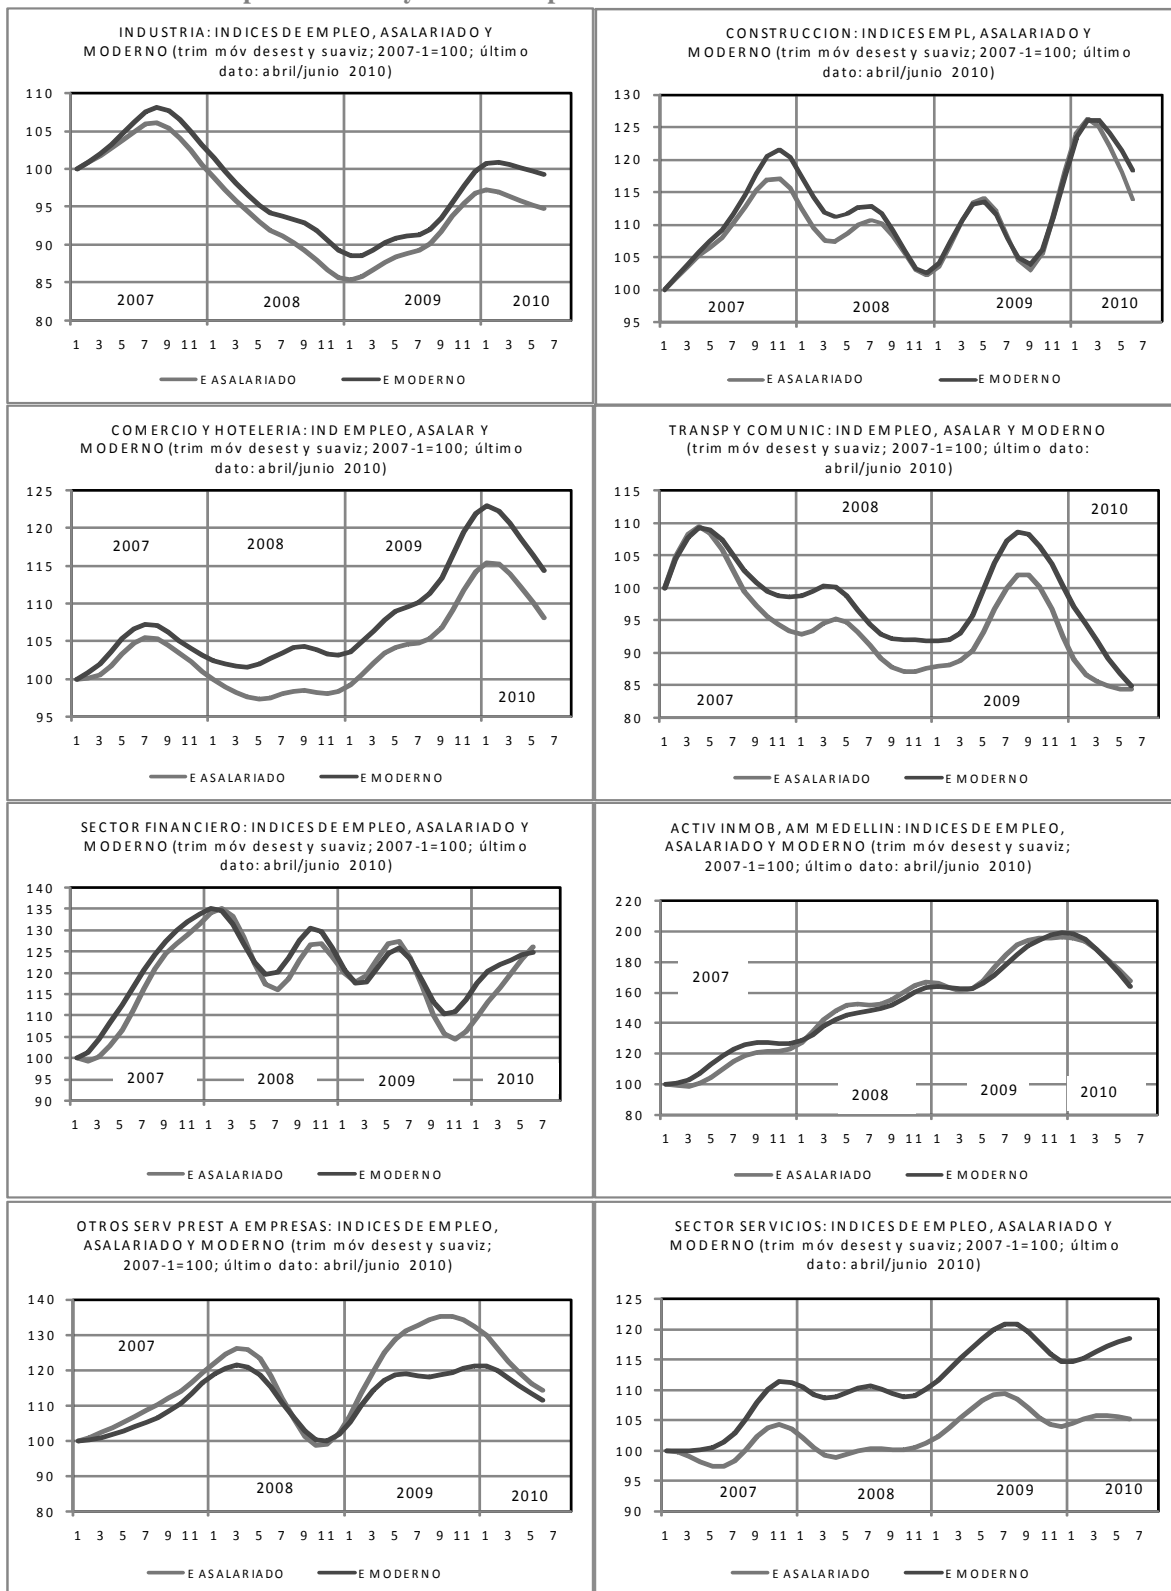 INDUSTRIA: INDICES DE EMPLEO, ASALARIADO Y
MODERNO (trim móv desest y suaviz; 2007-1=100; último
dato: abril/junio 2010)
110
105
100
95
90
85
80
2007
2008
2009
2010
1 3 5 7 9 11 1 3 5 7 9 11 1 3 5 7 9 11 1 3 5 7
E ASALARIADO E MODERNO
CONSTRUCCION: INDICES EMPL, ASALARIADO Y
MODERNO (trim móv desest y suaviz; 2007-1=100; último
dato: abril/junio 2010)
130
125
120
115
110
105
100
95
2007
2008
2009
2010
1 3 5 7 9 11 1 3 5 7 9 11 1 3 5 7 9 11 1 3 5 7
E ASALARIADO E MODERNO
COMERCIO Y HOTELERIA: IND EMPLEO, ASALAR Y
MODERNO (trim móv desest y suaviz; 2007-1=100; último
dato: abril/junio 2010)
125
120
115
110
105
100
95
2007
2008
2009
2010
1 3 5 7 9 11 1 3 5 7 9 11 1 3 5 7 9 11 1 3 5 7
E ASALARIADO E MODERNO
TRANSP Y COMUNIC: IND EMPLEO, ASALAR Y MODERNO
(trim móv desest y suaviz; 2007-1=100; último dato:
abril/junio 2010)
115
110
105
100
95
90
85
80
2007
2008
2009
2010
1 3 5 7 9 11 1 3 5 7 9 11 1 3 5 7 9 11 1 3 5 7
E ASALARIADO E MODERNO
SECTOR FINANCIERO: INDICES DE EMPLEO, ASALARIADO Y
MODERNO (trim móv desest y suaviz; 2007-1=100; último
dato: abril/junio 2010)
140
135
130
125
120
115
110
105
100
95
90
2007
2008
2009
2010
1 3 5 7 9 11 1 3 5 7 9 11 1 3 5 7 9 11 1 3 5 7
E ASALARIADO E MODERNO
ACTIV INMOB, AM MEDELLIN: INDICES DE EMPLEO,
ASALARIADO Y MODERNO (trim móv desest y suaviz;
2007-1=100; último dato: abril/junio 2010)
220
200
180
160
140
120
100
80
2007
2008
2009
2010
1 3 5 7 9 11 1 3 5 7 9 11 1 3 5 7 9 11 1 3 5 7
E ASALARIADO E MODERNO
OTROS SERV PREST A EMPRESAS: INDICES DE EMPLEO,
ASALARIADO Y MODERNO (trim móv desest y suaviz;
2007-1=100; último dato: abril/junio 2010)
140
130
120
110
100
90
80
2007
2008
2009
2010
1 3 5 7 9 11 1 3 5 7 9 11 1 3 5 7 9 11 1 3 5 7
E ASALARIADO E MODERNO
SECTOR SERVICIOS: INDICES DE EMPLEO, ASALARIADO Y
MODERNO (trim móv desest y suaviz; 2007-1=100; último
dato: abril/junio 2010)
125
120
115
110
105
100
95
90
2007
2008
2009
2010
1 3 5 7 9 11 1 3 5 7 9 11 1 3 5 7 9 11 1 3 5 7
E ASALARIADO E MODERNO